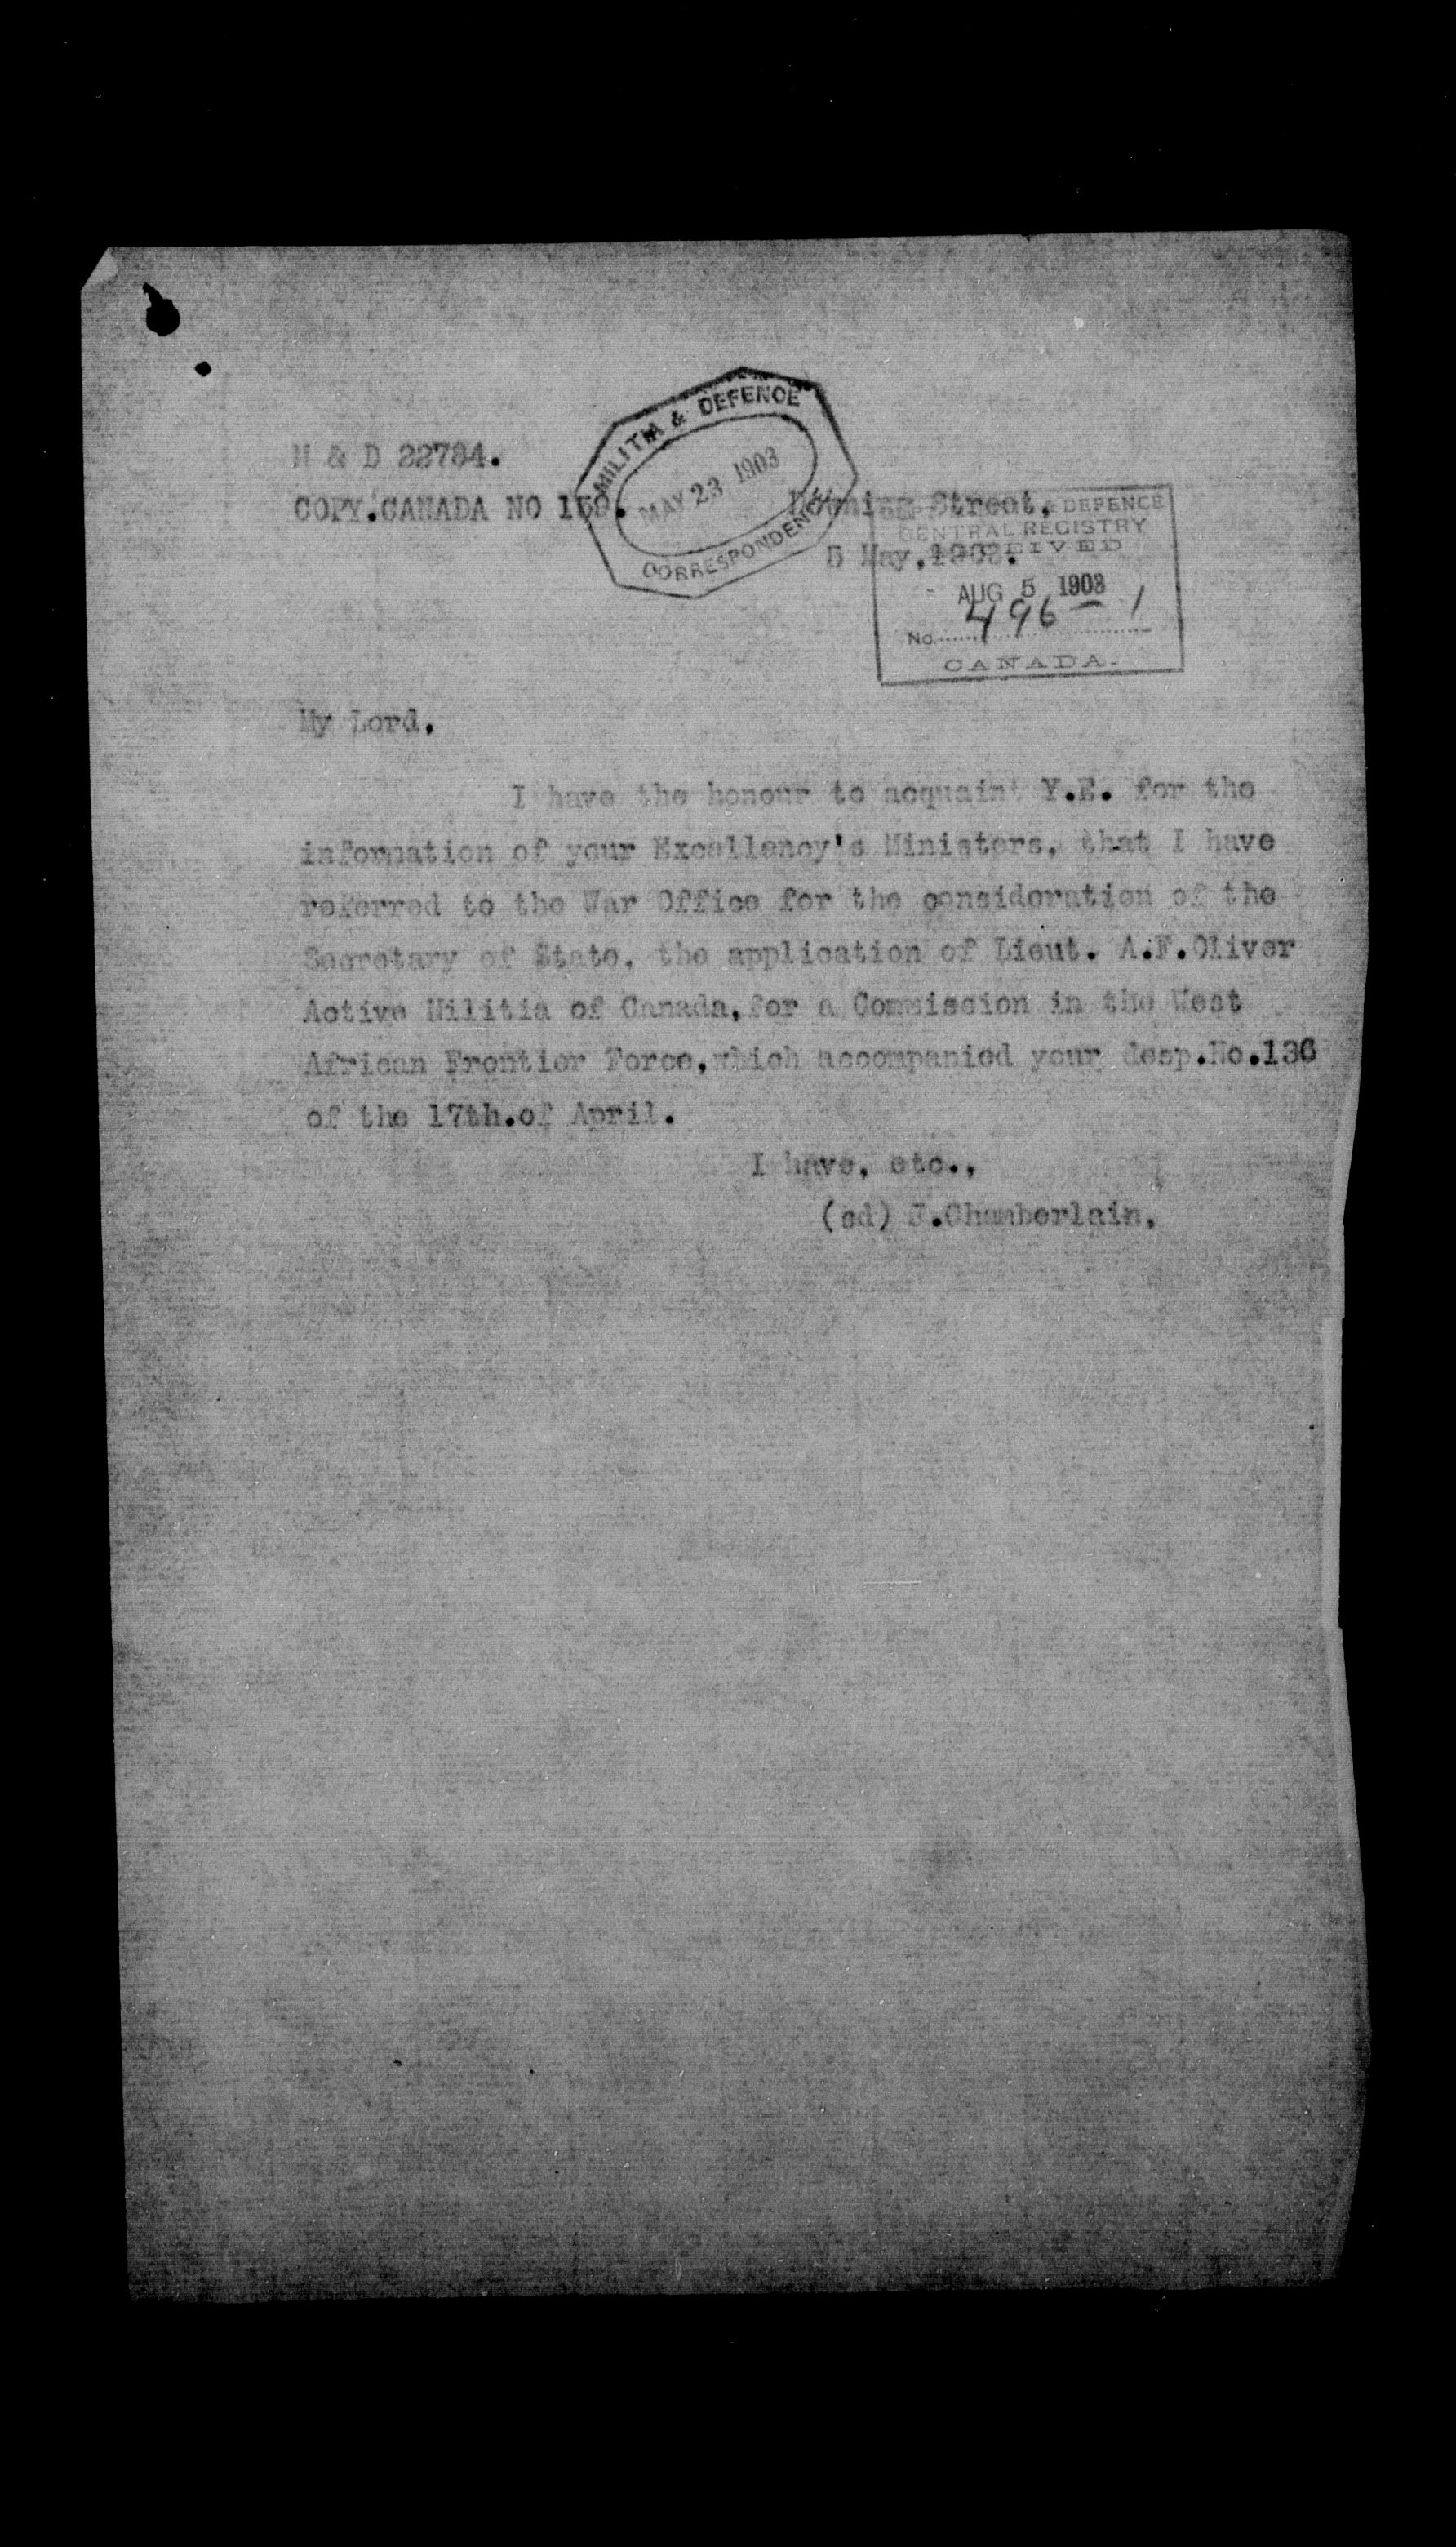 M & D 22784.
MILITIA & DEFENCE
MAY 23 1903
CORRESPONDENCE
COPY.CANADA NO 159.
Downing Street,
5 May,1903.
& DEFENCE
CENTRAL REGISTRY
RECEIVED
AUG 5 1903
No. 496-1
CANADA.
My Lord,
I have the honour to acquaint Y.E. for the
information of your Excellency's Ministers, that I have
referred to the War Office for the consideration of the
Secretary of State, the application of Lieut. A.F.Oliver
Active Militia of Canada,for a Commission in the West
African Frontier Force,which accompanied your desp.No.136
of the 17th.of April.
I have, etc.,
(sd) J.Chamberlain.